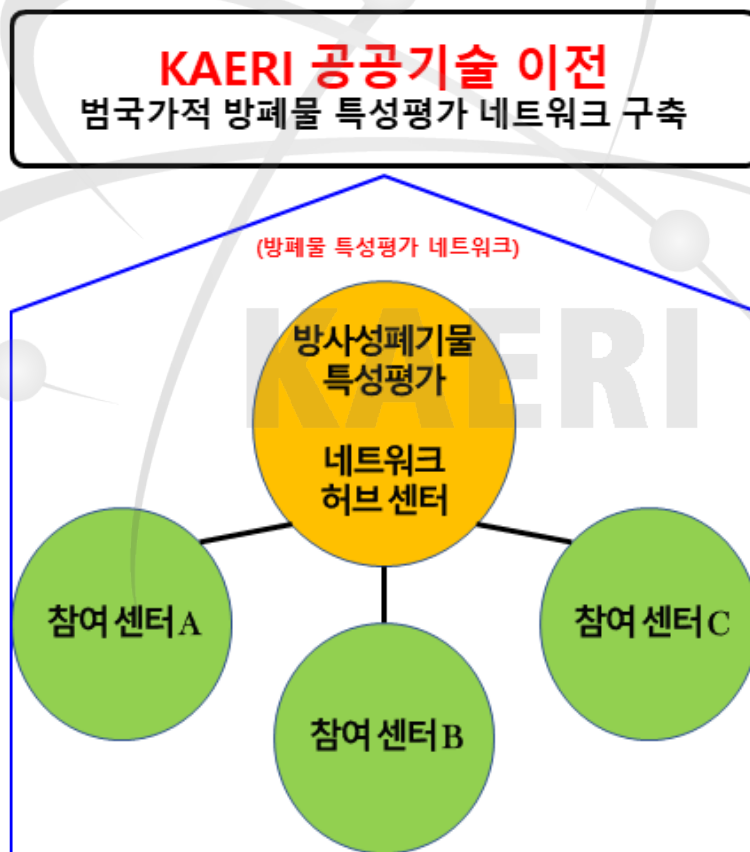 KAERI 공공기술 이전
범국가적 방폐물 특성평가 네트워크 구축
(방폐물 특성평가 네트워크)
방사성폐기물
특성평가
네트워크
허브 센터
KAERI
참여 센터 A
참여 센터 B
참여 센터 C